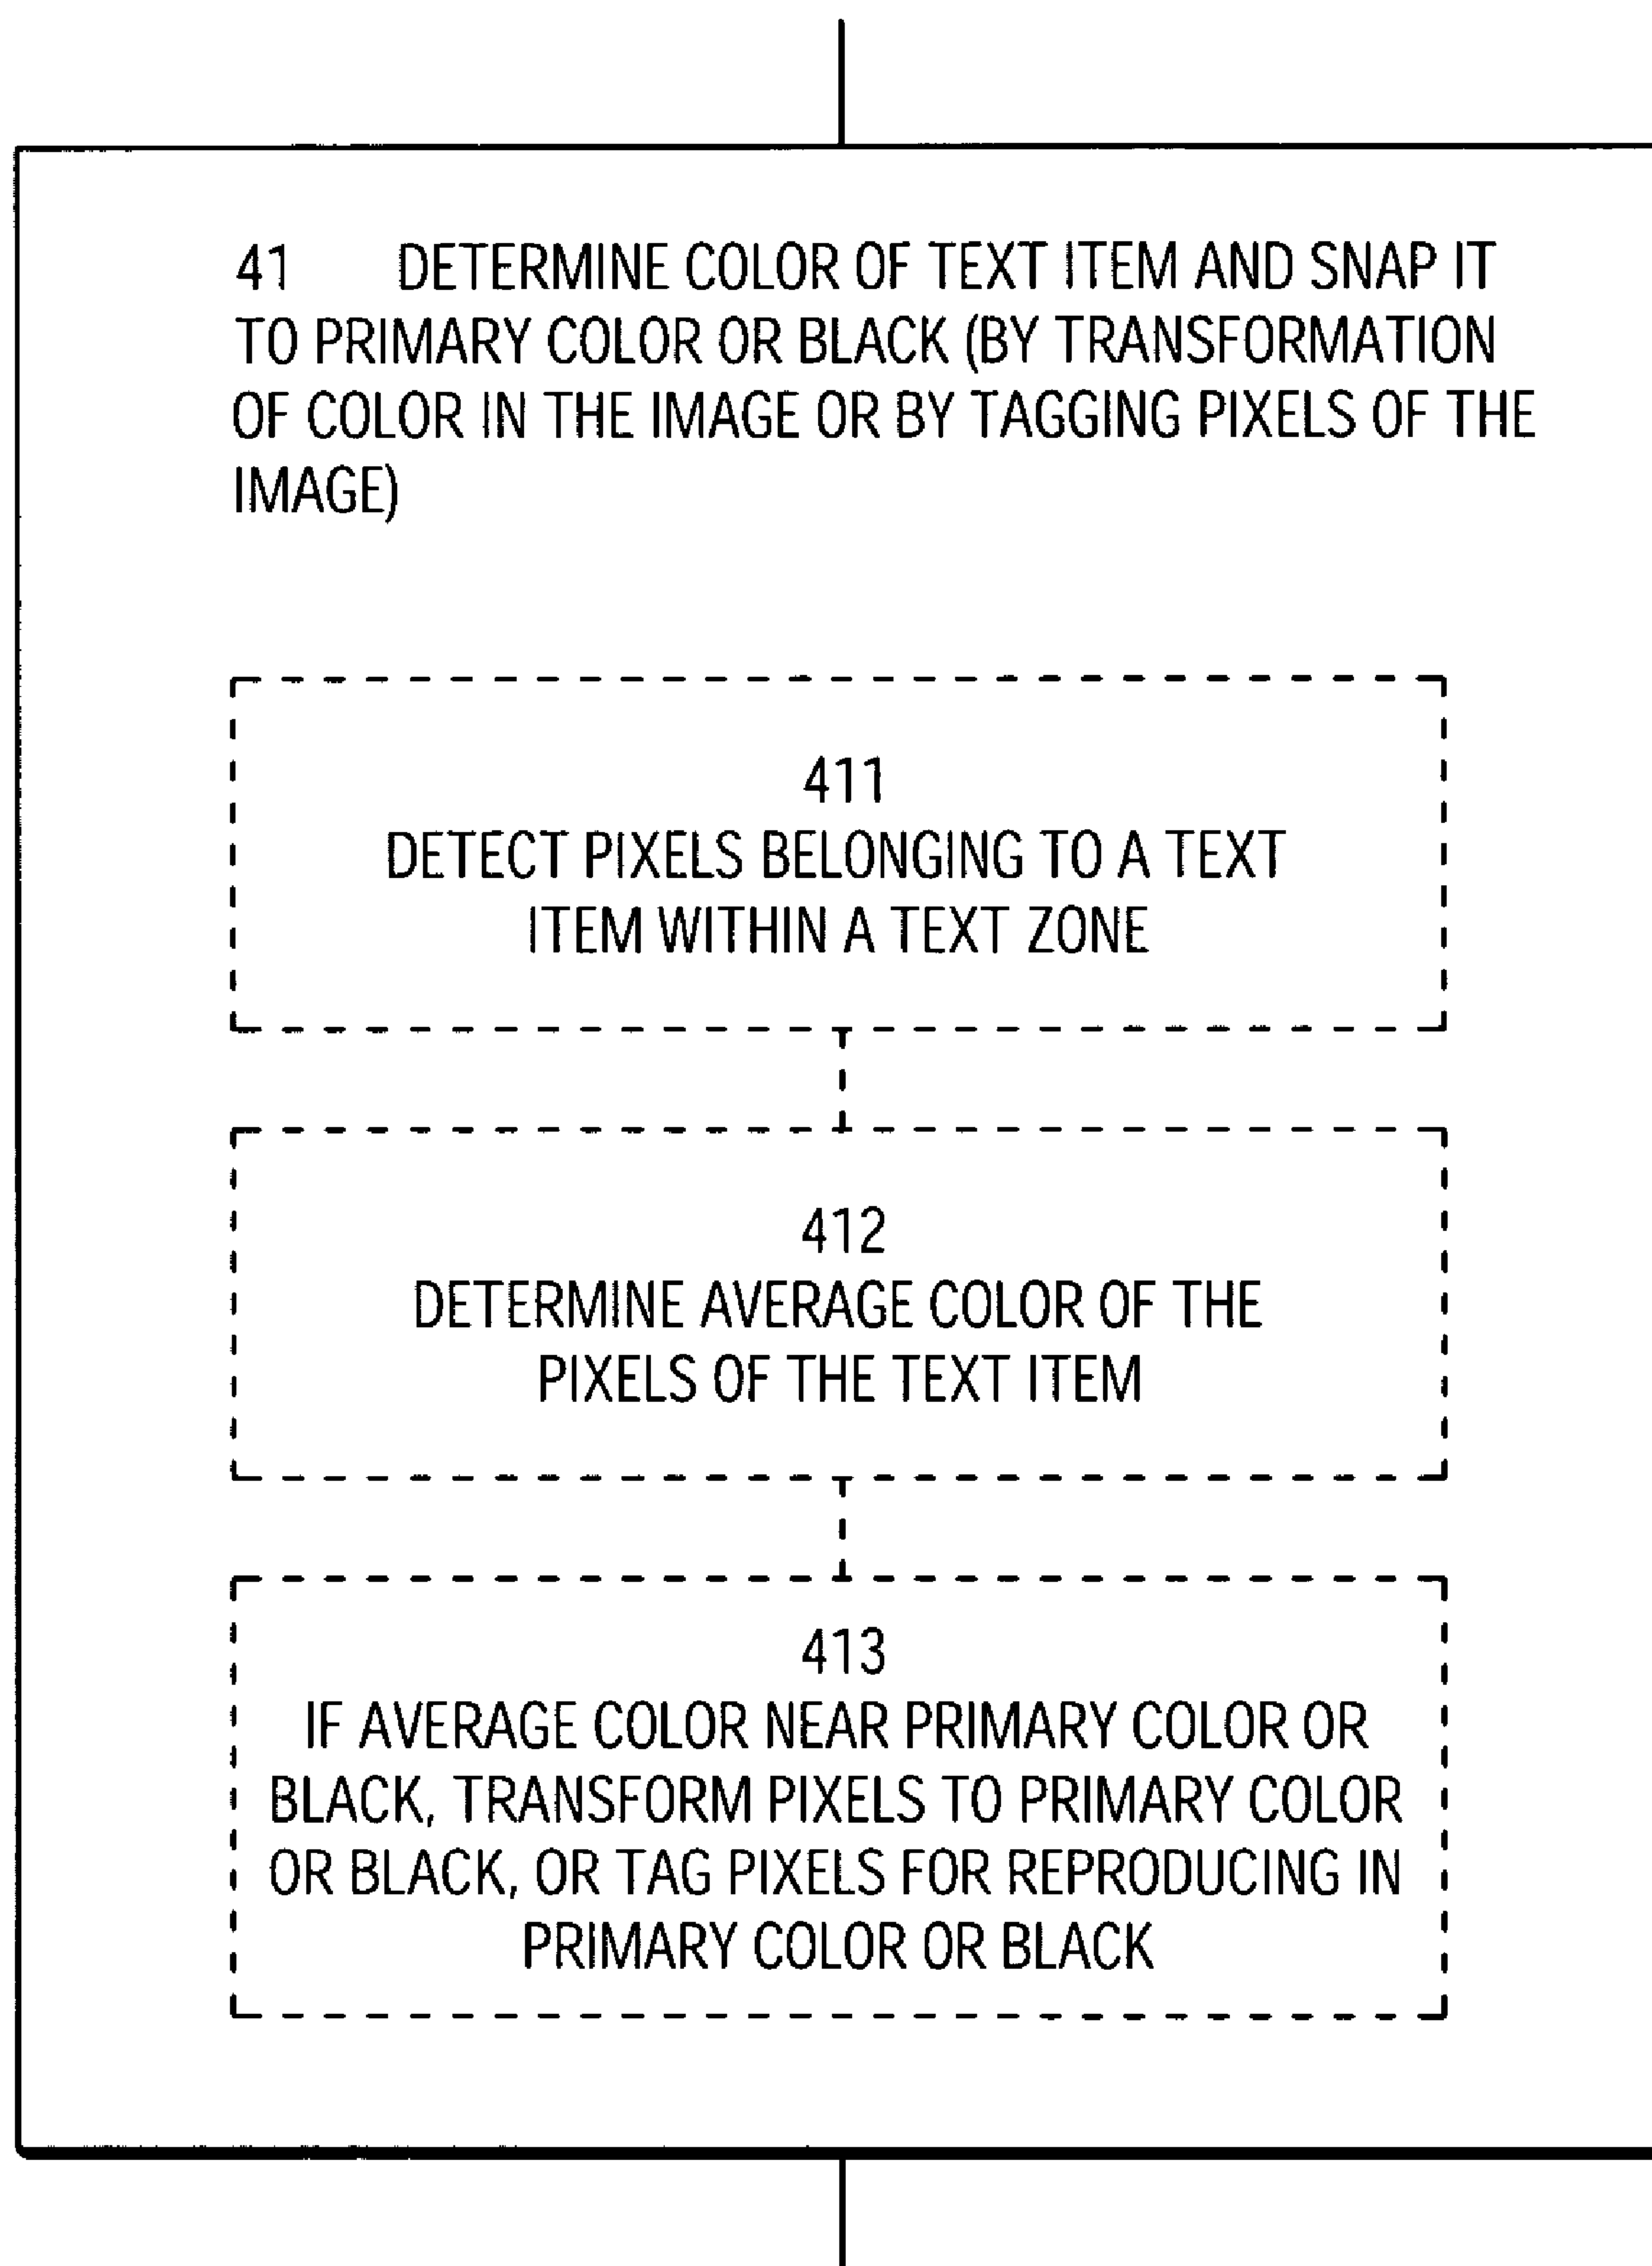 41 DETERMINE COLOR OF TEXT ITEM AND SNAP IT
TO PRIMARY COLOR OR BLACK (BY TRANSFORMATION
OF COLOR IN THE IMAGE OR BY TAGGING PIXELS OF THE
IMAGE)
411
DETECT PIXELS BELONGING TO A TEXT
ITEM WITHIN A TEXT ZONE
412
DETERMINE AVERAGE COLOR OF THE
PIXELS OF THE TEXT ITEM
413
IF AVERAGE COLOR NEAR PRIMARY COLOR OR
BLACK, TRANSFORM PIXELS TO PRIMARY COLOR
OR BLACK, OR TAG PIXELS FOR REPRODUCING IN
PRIMARY COLOR OR BLACK